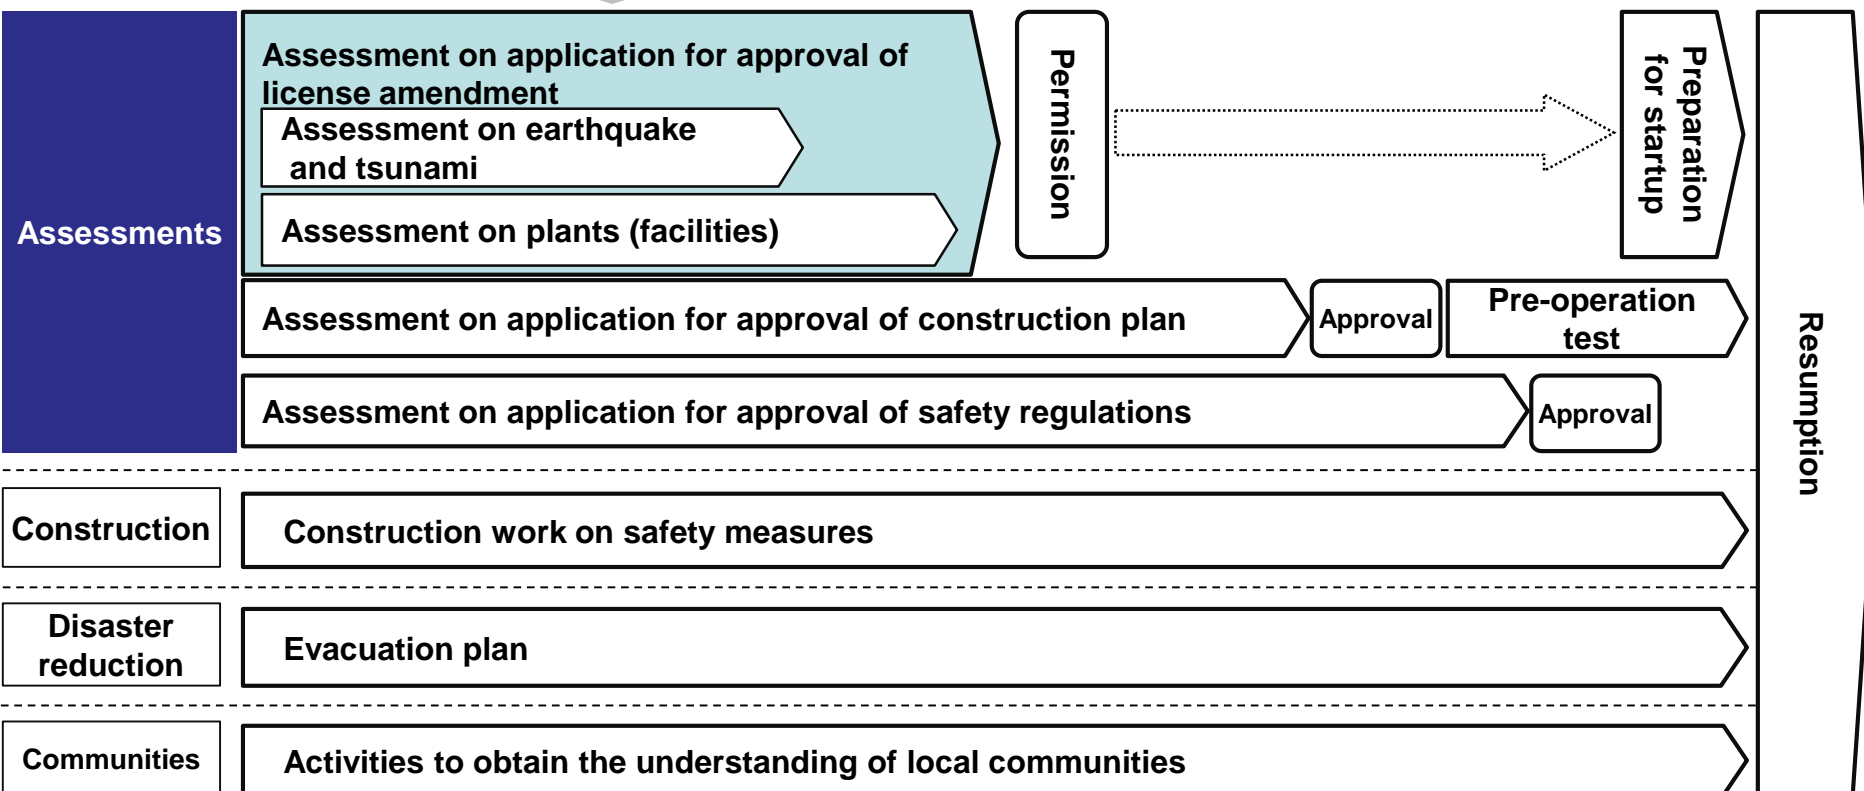 Assessments
Assessment on application for approval of
license amendment
Assessment on earthquake
and tsunami
Assessment on plants (facilities)
Permission
Preparation
for startup
Assessment on application for approval of construction plan
Approval
Pre-operation
test
Assessment on application for approval of safety regulations
Approval
Resumption
Construction
Construction work on safety measures
Disaster
reduction
Evacuation plan
Communities
Activities to obtain the understanding of local communities